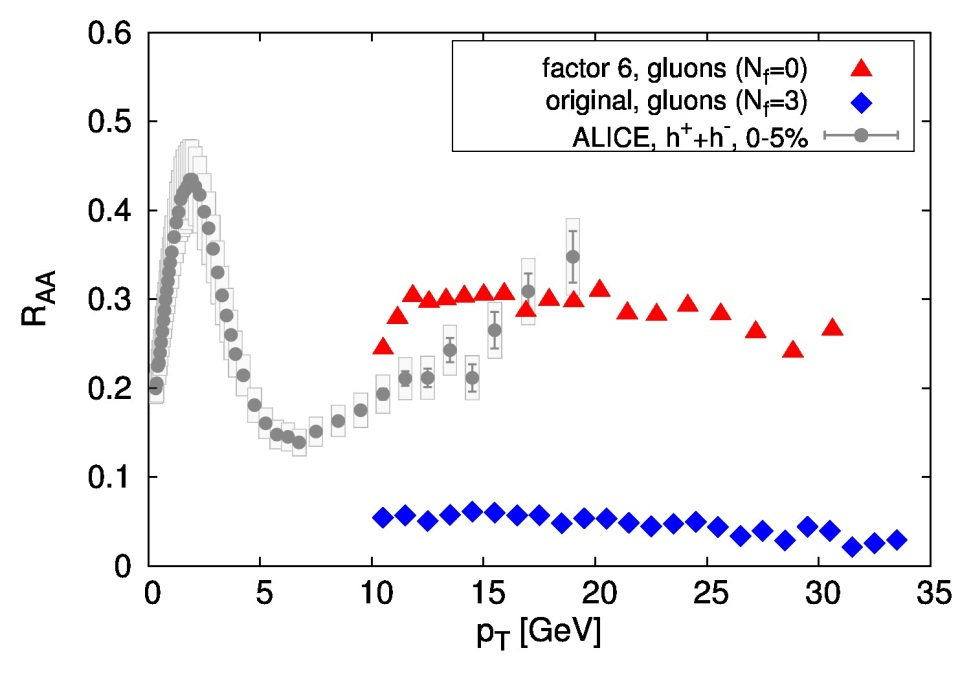 0.6
0.5
0.4
0.3
0.2
0.1
0
R_AA
factor 6, gluons (N_f=0)
original, gluons (N_f=3)
ALICE, h^+ +h^-, 0-5%
0 5 10 15 20 25 30 35
p_T [GeV]